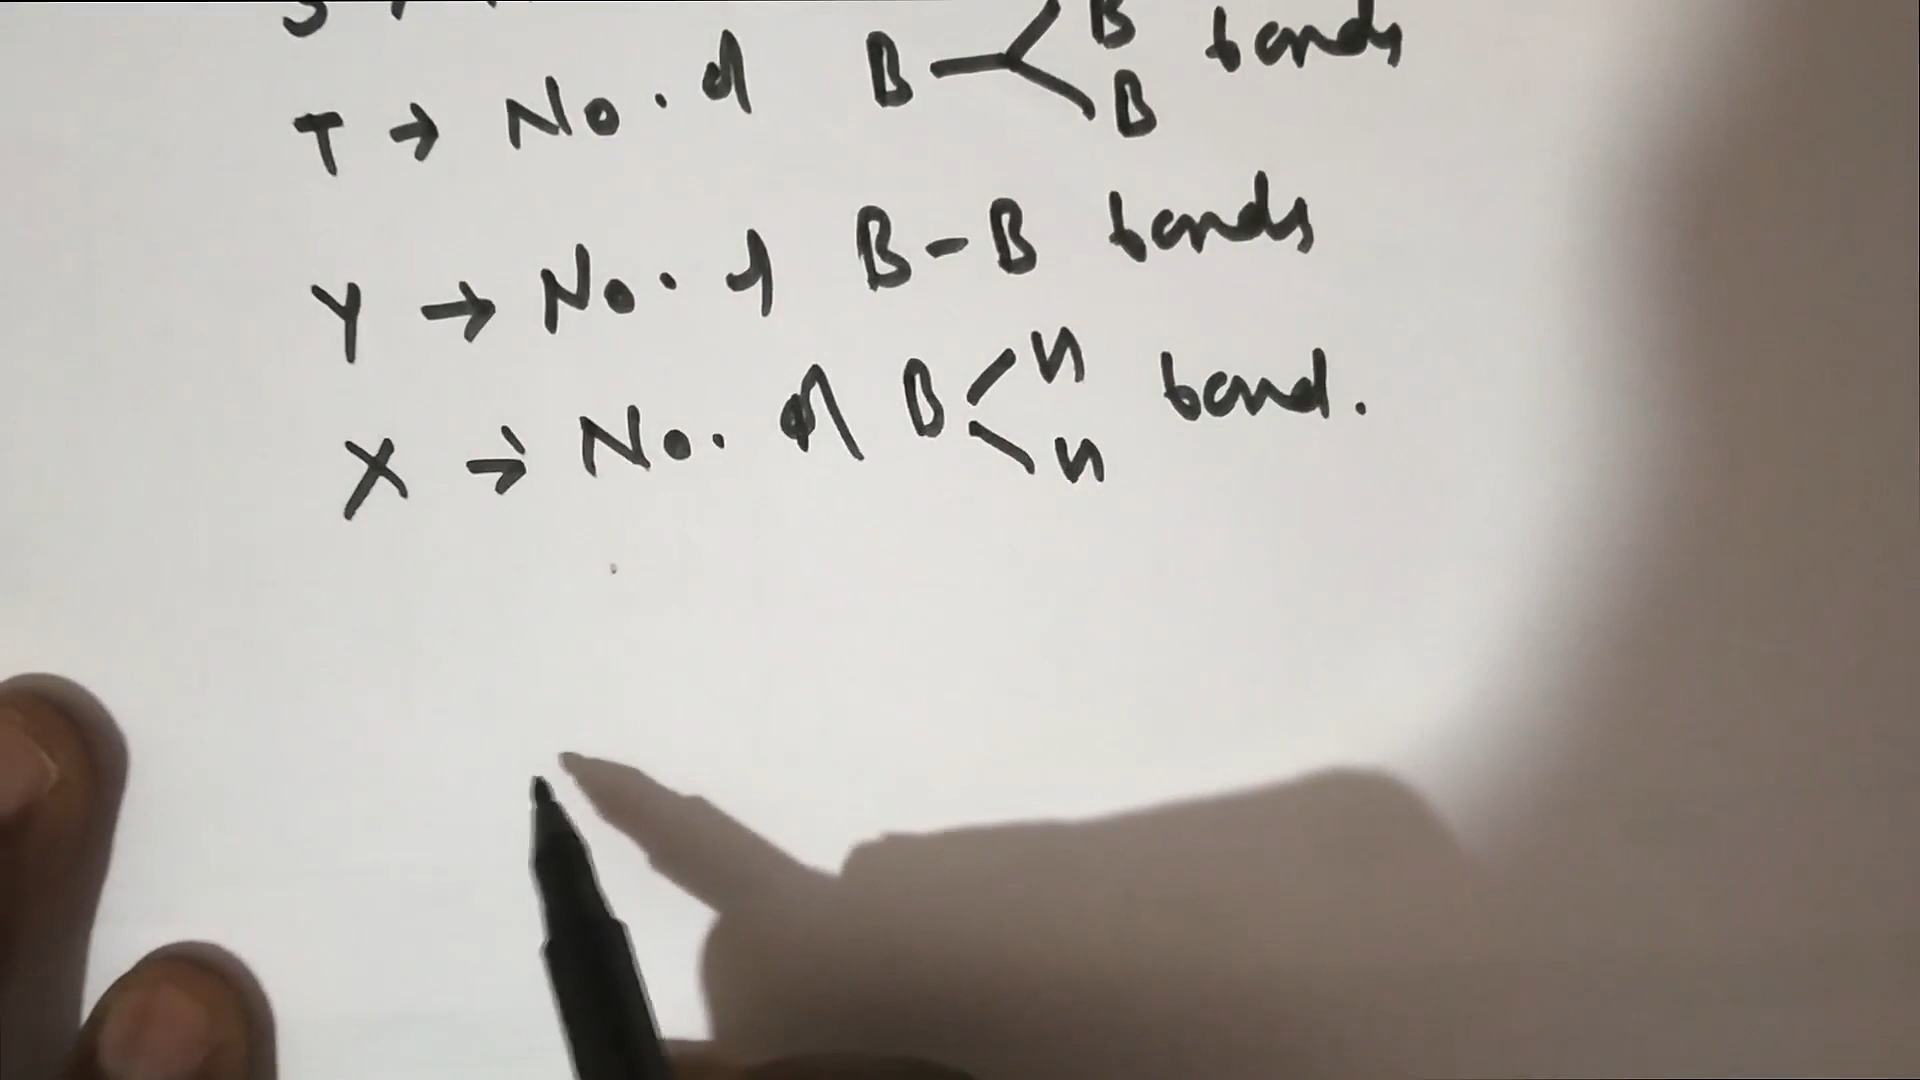 T → No. of B-<B B bonds
Y → No. of B-B bonds
X → No. of B<H H bond.